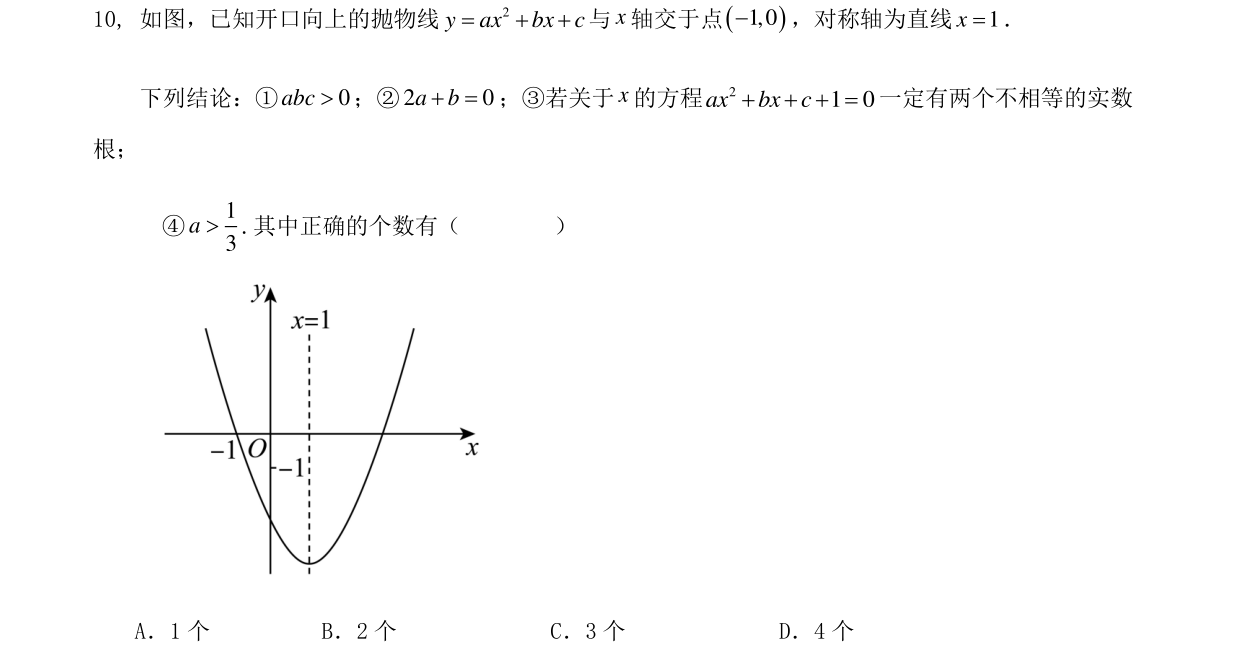 10, 如图，已知开口向上的抛物线 y=ax²+bx+c 与 x 轴交于点(−1,0)，对称轴为直线 x=1．
下列结论：①abc>0；②2a+b=0；③若关于 x 的方程 ax²+bx+c+1=0 一定有两个不相等的实数
根；
④a>1/3.其中正确的个数有（ ）
y
x=1
−1 O x
−1
A．1 个 B．2 个 C．3 个 D．4 个